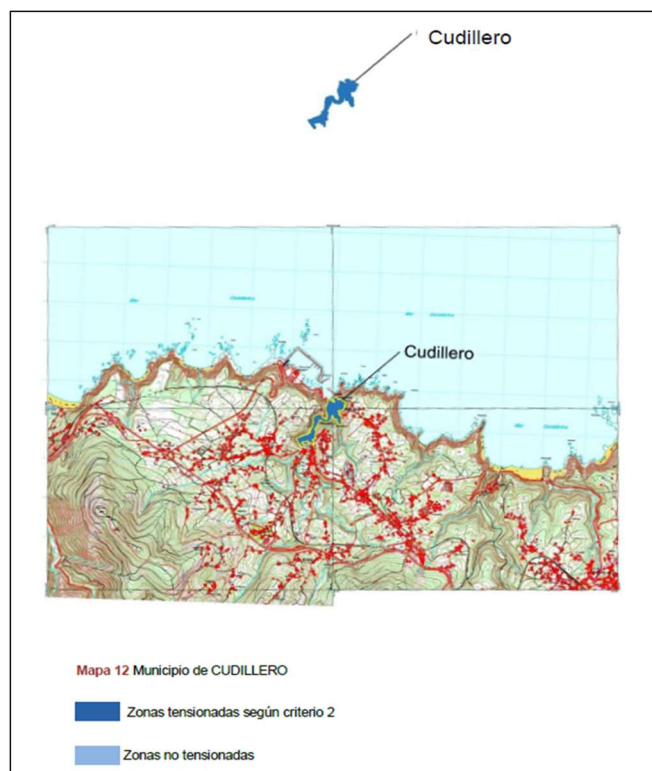 Cudillero
Cudillero
Mapa 12 Municipio de CUDILLERO
Zonas tensionadas según criterio 2
Zonas no tensionadas